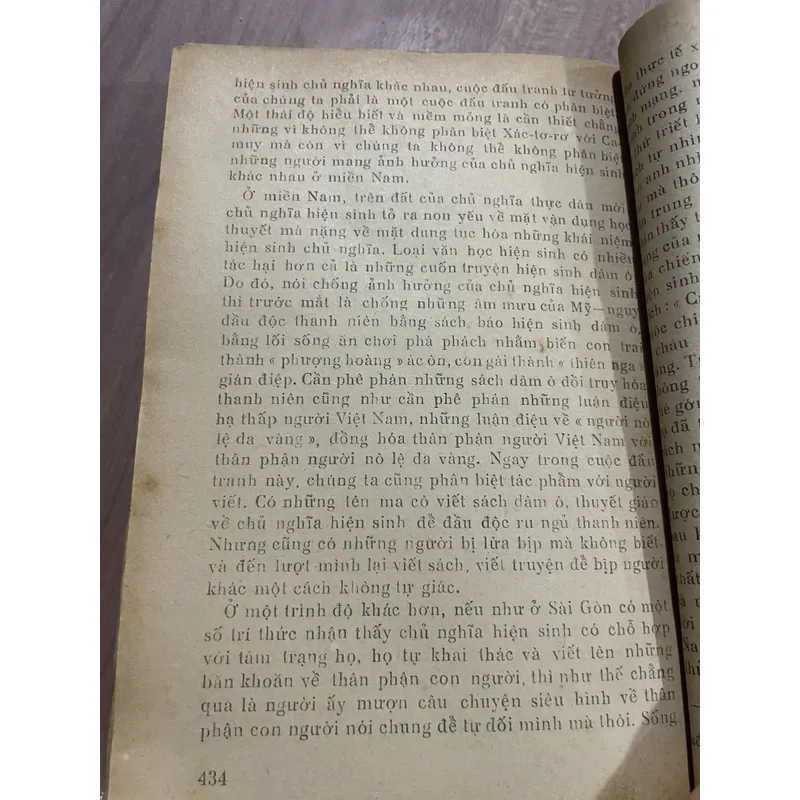 hiện sinh chủ nghĩa khác nhau, cuộc đấu tranh tư tưởng
của chúng ta phải là một cuộc đấu tranh có phân biệt.
Một thái độ hiểu biết và mềm mỏng là cần thiết chẳng
những vì không thể không phân biệt Xác-tơ-rơ với Ca-
muy mà còn vì chúng ta không thể không phân biệt
những người mang ảnh hưởng của chủ nghĩa hiện sinh
khác nhau ở miền Nam.
Ở miền Nam, trên đất của chủ nghĩa thực dân mới,
chủ nghĩa hiện sinh tỏ ra non yếu về mặt vận dụng học
thuyết mà nặng về mặt dung tục hóa những khái niệm
hiện sinh chủ nghĩa. Loại văn học hiện sinh có nhiều
tác hại hơn cả là những cuốn truyện hiện sinh dâm ô.
Do đó, nói chống ảnh hưởng của chủ nghĩa hiện sinh
thì trước mắt là chống những âm mưu của Mỹ—ngụy
đầu độc thanh niên bằng sách, báo hiện sinh dâm ô,
bằng lối sống ăn chơi phá phách nhằm biến con trai
thành « phượng hoàng » ác ôn, con gái thành « thiên nga »
gián điệp. Cần phê phán những sách dâm ô đồi trụy hóa
thanh niên cũng như cần phê phán những luận điệu
hạ thấp người Việt Nam, những luận điệu về « người nô
lệ da vàng », đồng hóa thân phận người Việt Nam với
thân phận người nô lệ da vàng. Ngay trong cuộc đấu
tranh này, chúng ta cũng phân biệt tác phẩm với người
viết. Có những tên ma cô viết sách dâm ô, thuyết giáo
về chủ nghĩa hiện sinh để đầu độc ru ngủ thanh niên.
Nhưng cũng có những người bị lừa bịp mà không biết,
và đến lượt mình lại viết sách, viết truyện để bịp người
khác một cách không tự giác.
Ở một trình độ khác hơn, nếu như ở Sài Gòn có một
số trí thức nhận thấy chủ nghĩa hiện sinh có chỗ hợp
với tâm trạng họ, họ tự khai thác và viết lên những
băn khoăn về thân phận con người, thì như thế chẳng
qua là người ấy mượn câu chuyện siêu hình về thân
phận con người nói chung để tự dối mình mà thôi. Sống
434